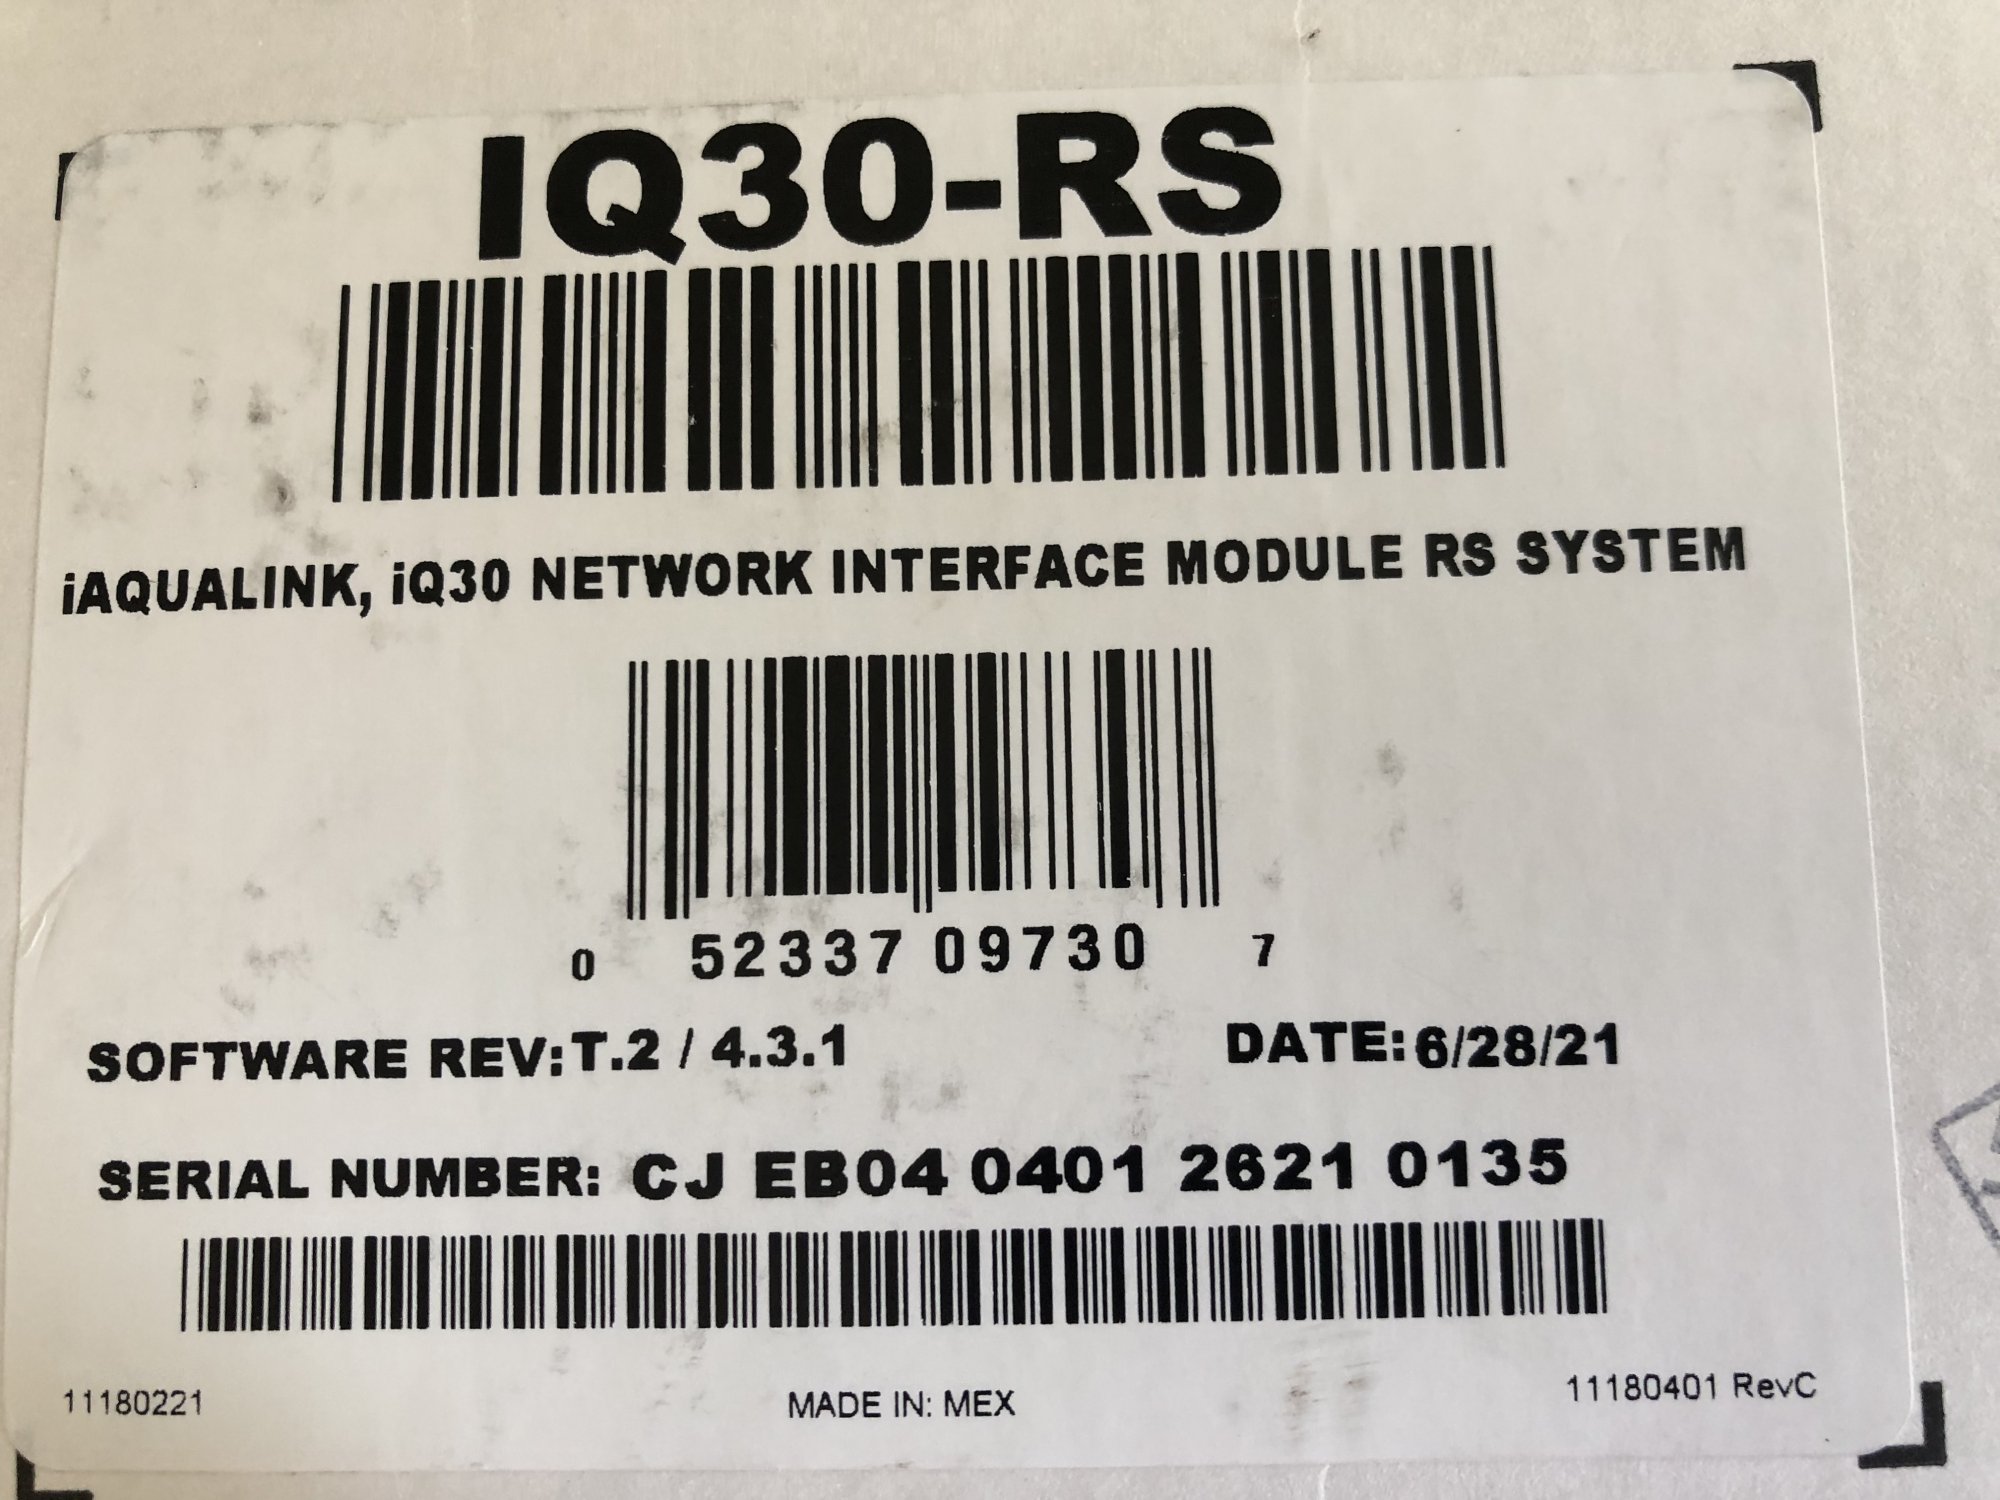 IQ30-RS
iAQUALINK, iQ30 NETWORK INTERFACE MODULE RS SYSTEM
0 52337 09730 7
SOFTWARE REV: T.2 / 4.3.1 DATE: 6/28/21
SERIAL NUMBER: CJ EB04 0401 2621 0135
11180221 MADE IN: MEX 11180401 RevC